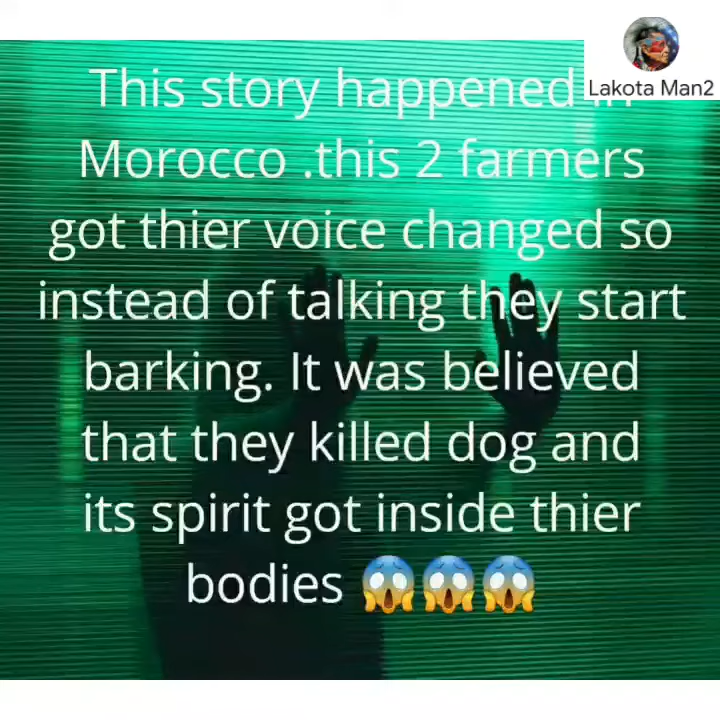 Lakota Man2
This story happened in
Morocco .this 2 farmers
got thier voice changed so
instead of talking they start
barking. It was believed
that they killed dog and
its spirit got inside thier
bodies 😱😱😱